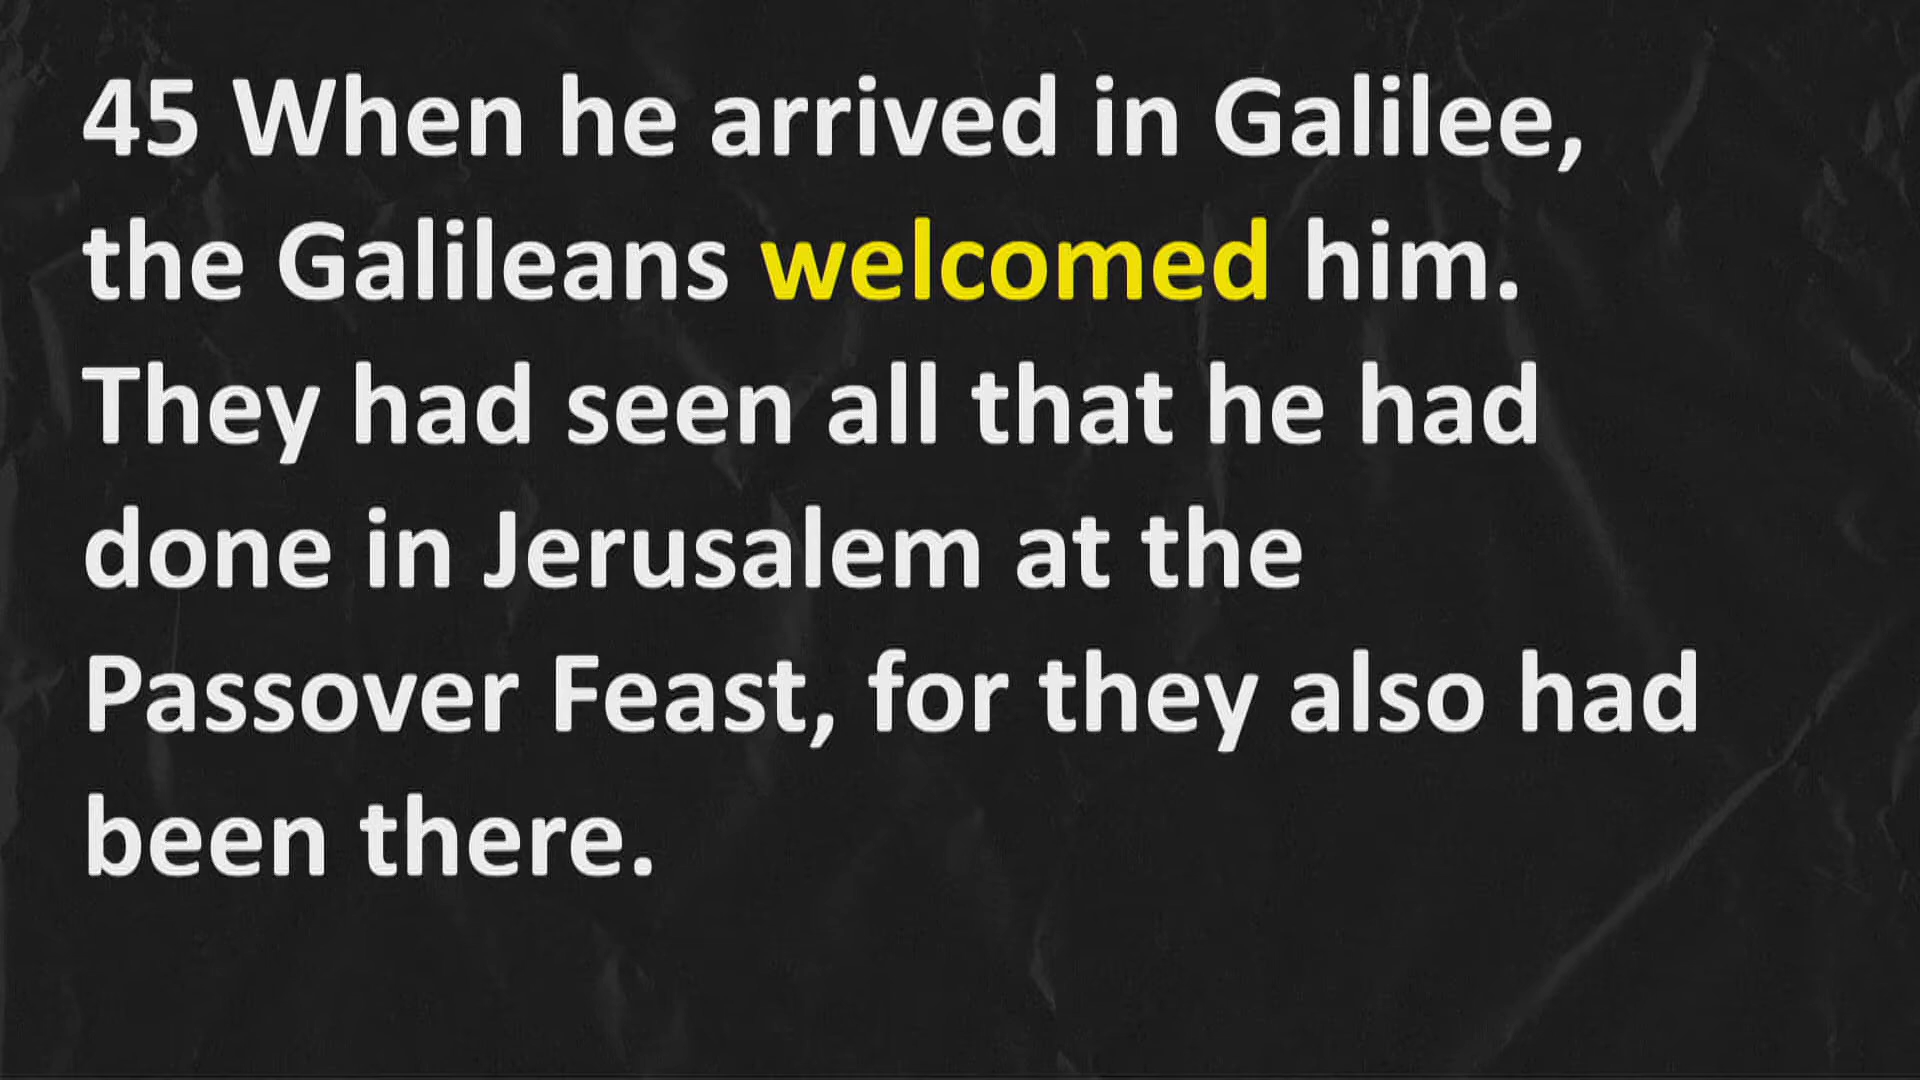 45 When he arrived in Galilee,
the Galileans welcomed him.
They had seen all that he had
done in Jerusalem at the
Passover Feast, for they also had
been there.